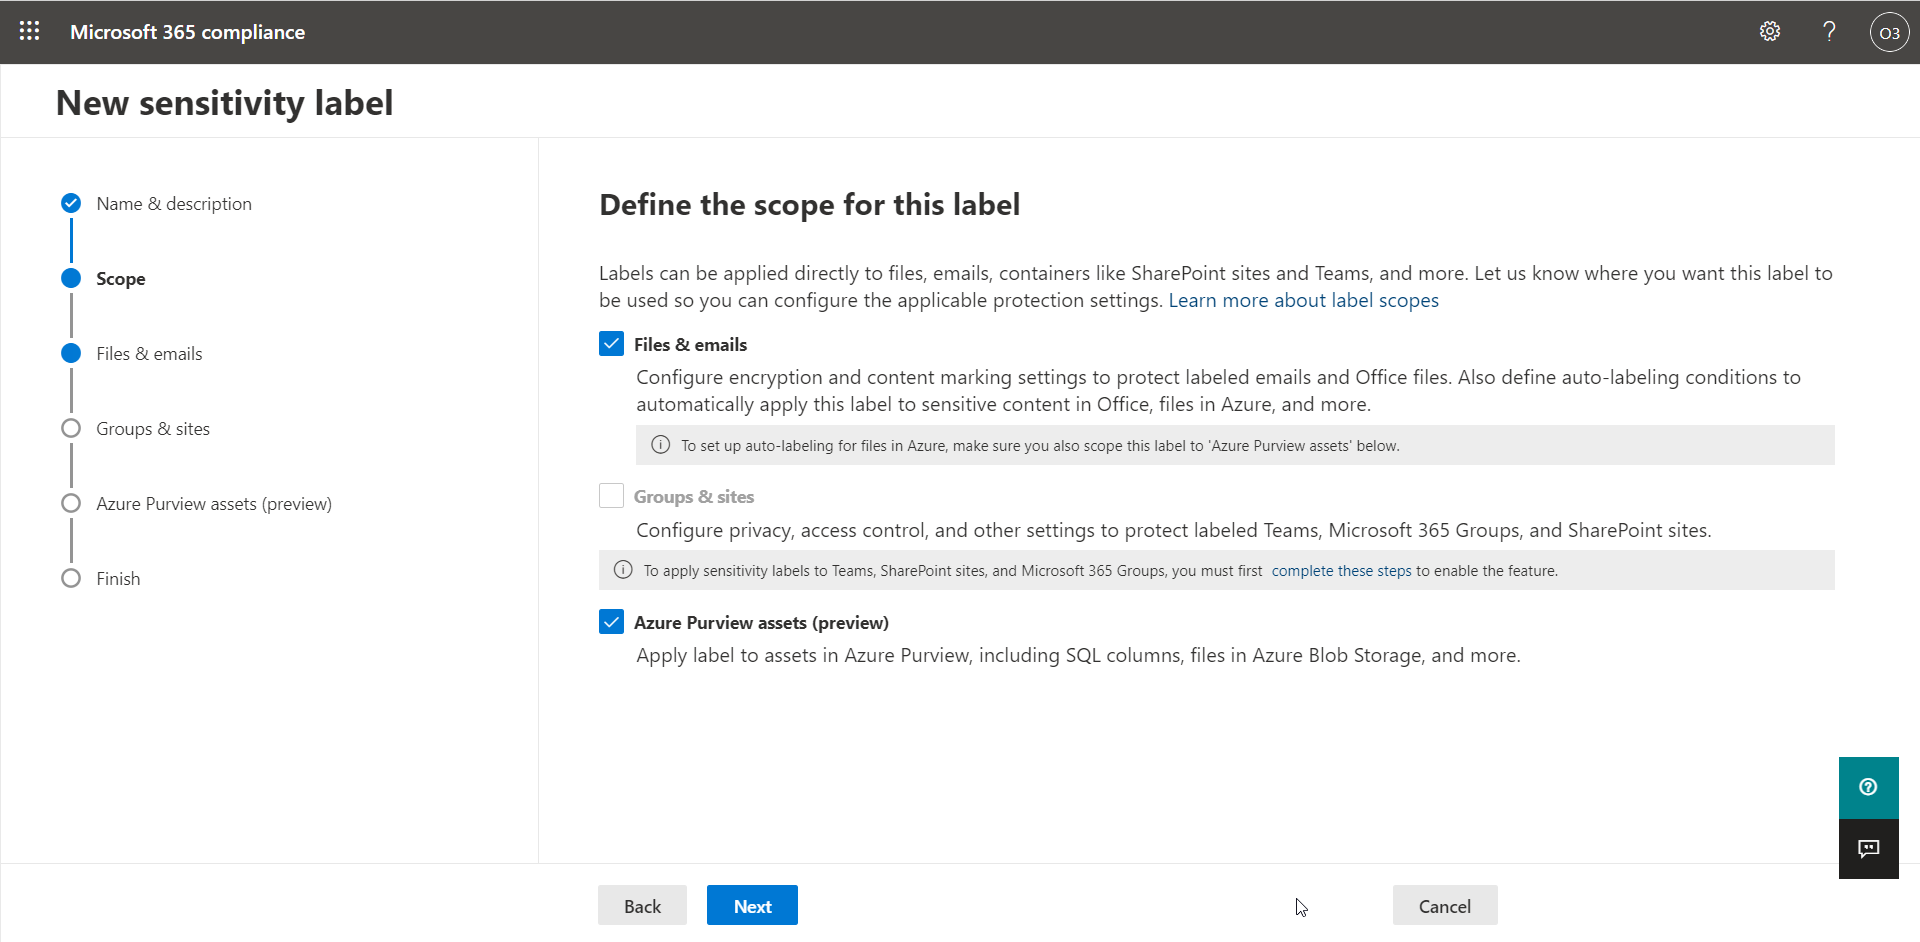 Microsoft 365 compliance
?
O3
New sensitivity label
Name & description
Scope
Files & emails
Groups & sites
Azure Purview assets (preview)
Finish
Define the scope for this label
Labels can be applied directly to files, emails, containers like SharePoint sites and Teams, and more. Let us know where you want this label to
be used so you can configure the applicable protection settings. Learn more about label scopes
Files & emails
Configure encryption and content marking settings to protect labeled emails and Office files. Also define auto-labeling conditions to
automatically apply this label to sensitive content in Office, files in Azure, and more.
To set up auto-labeling for files in Azure, make sure you also scope this label to 'Azure Purview assets' below.
Groups & sites
Configure privacy, access control, and other settings to protect labeled Teams, Microsoft 365 Groups, and SharePoint sites.
To apply sensitivity labels to Teams, SharePoint sites, and Microsoft 365 Groups, you must first complete these steps to enable the feature.
Azure Purview assets (preview)
Apply label to assets in Azure Purview, including SQL columns, files in Azure Blob Storage, and more.
Back
Next
Cancel